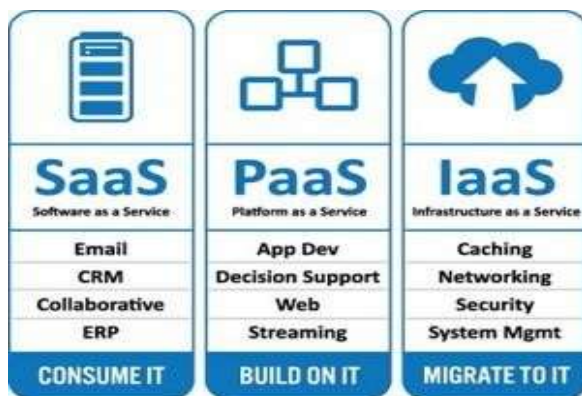 SaaS
Software as a Service
Email
CRM
Collaborative
ERP
CONSUME IT
PaaS
Platform as a Service
App Dev
Decision Support
Web
Streaming
BUILD ON IT
IaaS
Infrastructure as a Service
Caching
Networking
Security
System Mgmt
MIGRATE TO IT